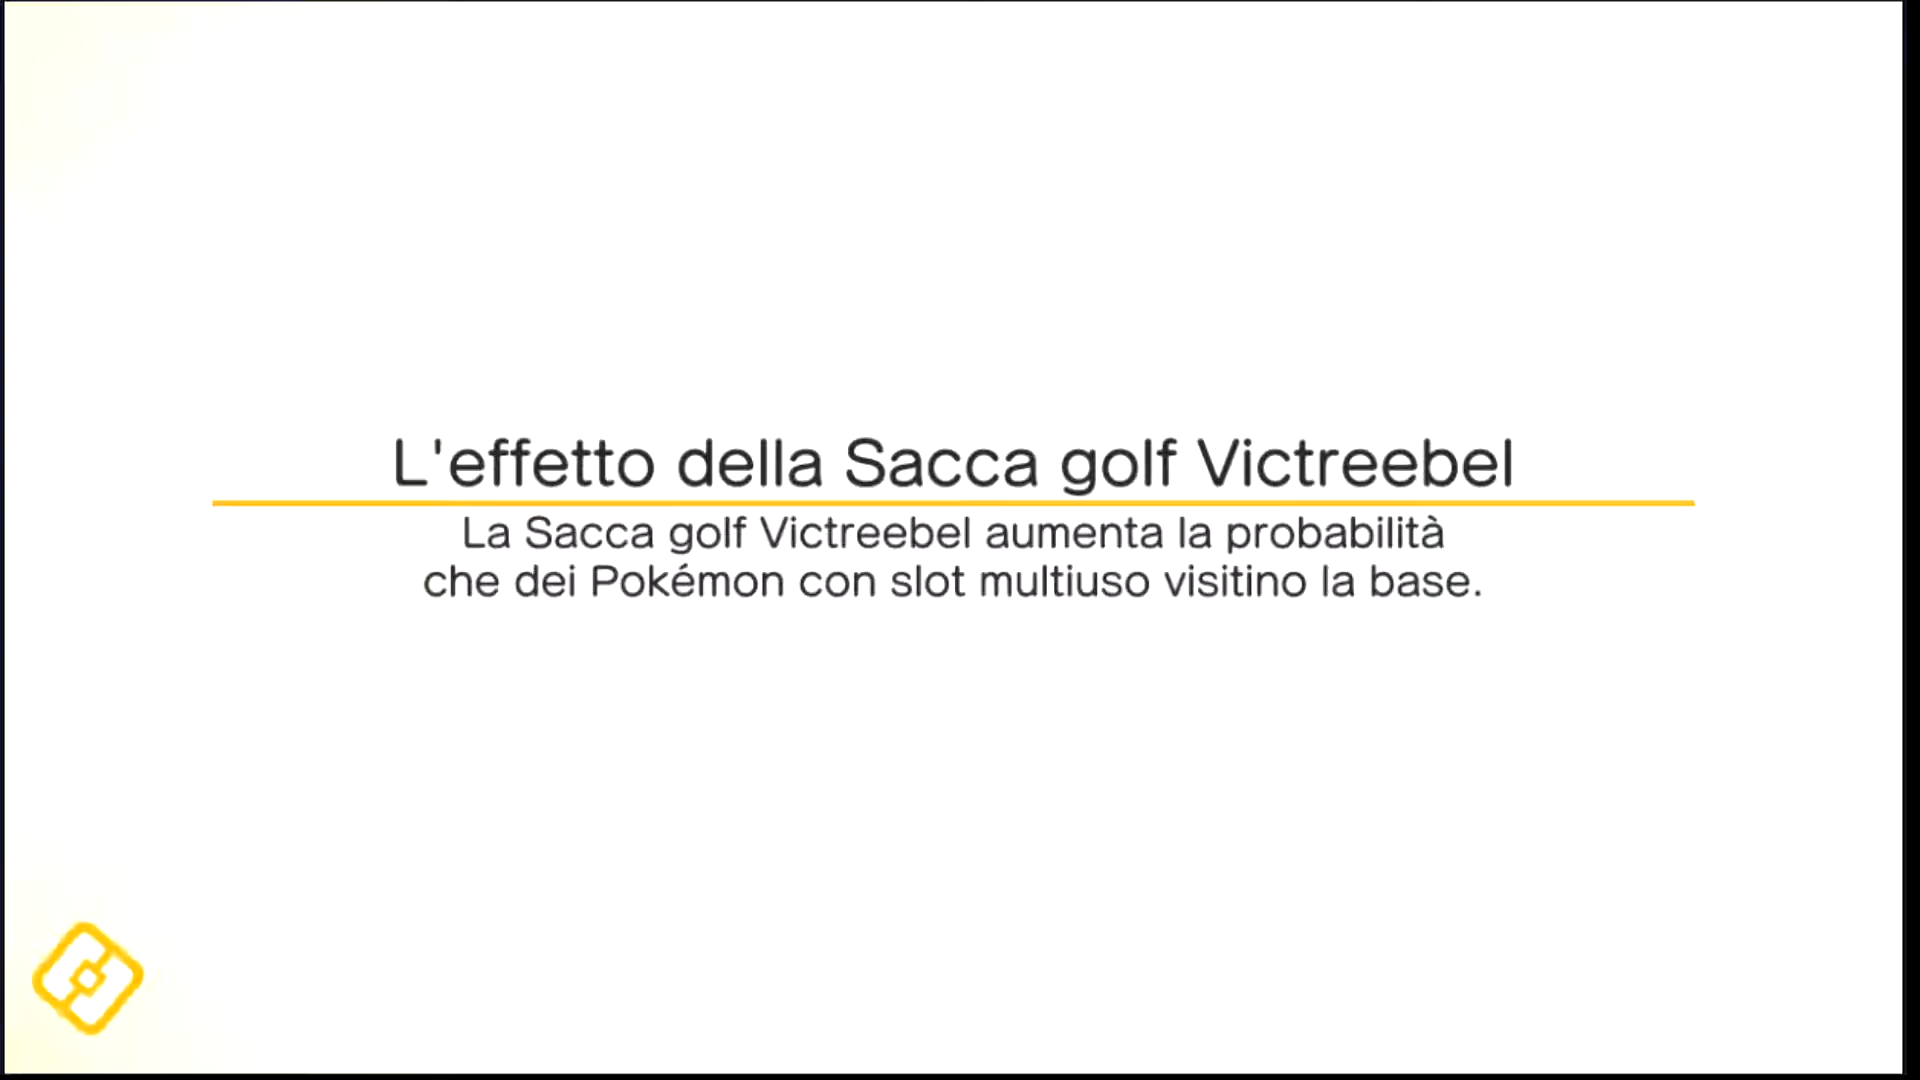 L'effetto della Sacca golf Victreebel
La Sacca golf Victreebel aumenta la probabilità
che dei Pokémon con slot multiuso visitino la base.